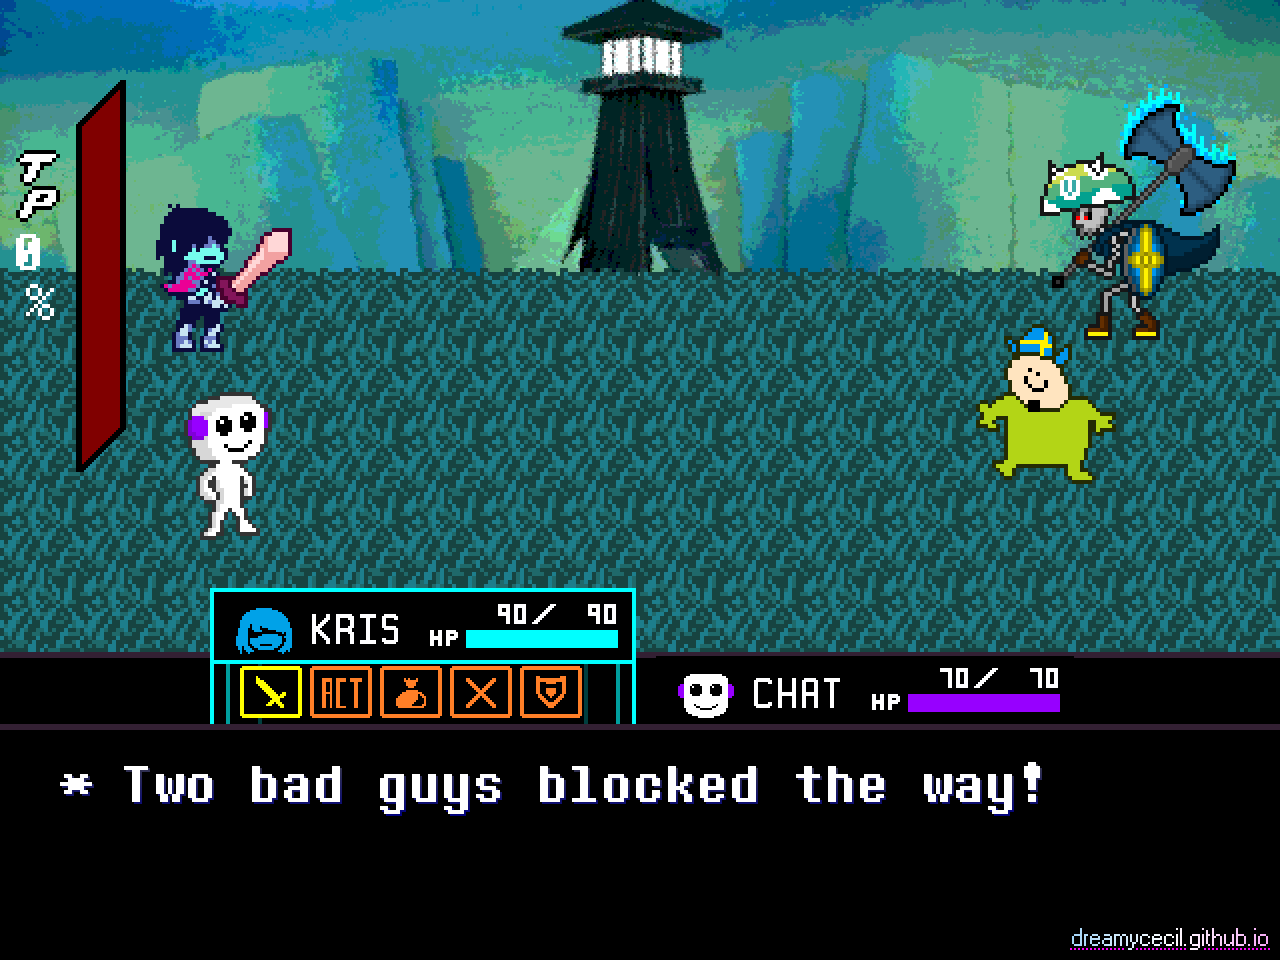 TP
0
%
KRIS
90/ 90
HP
ACT
CHAT
70/ 70
HP
* Two bad guys blocked the way!
dreamycecil.github.io